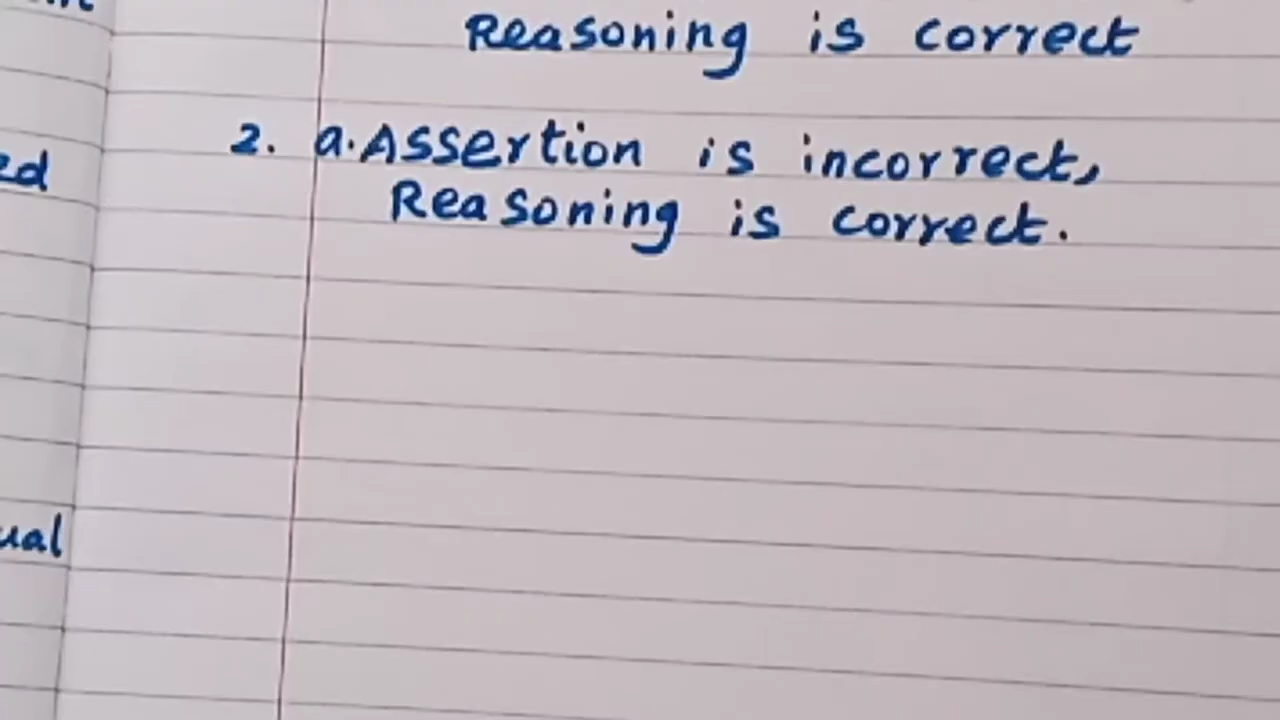 Reasoning is correct
2. a. Assertion is incorrect,
Reasoning is correct.